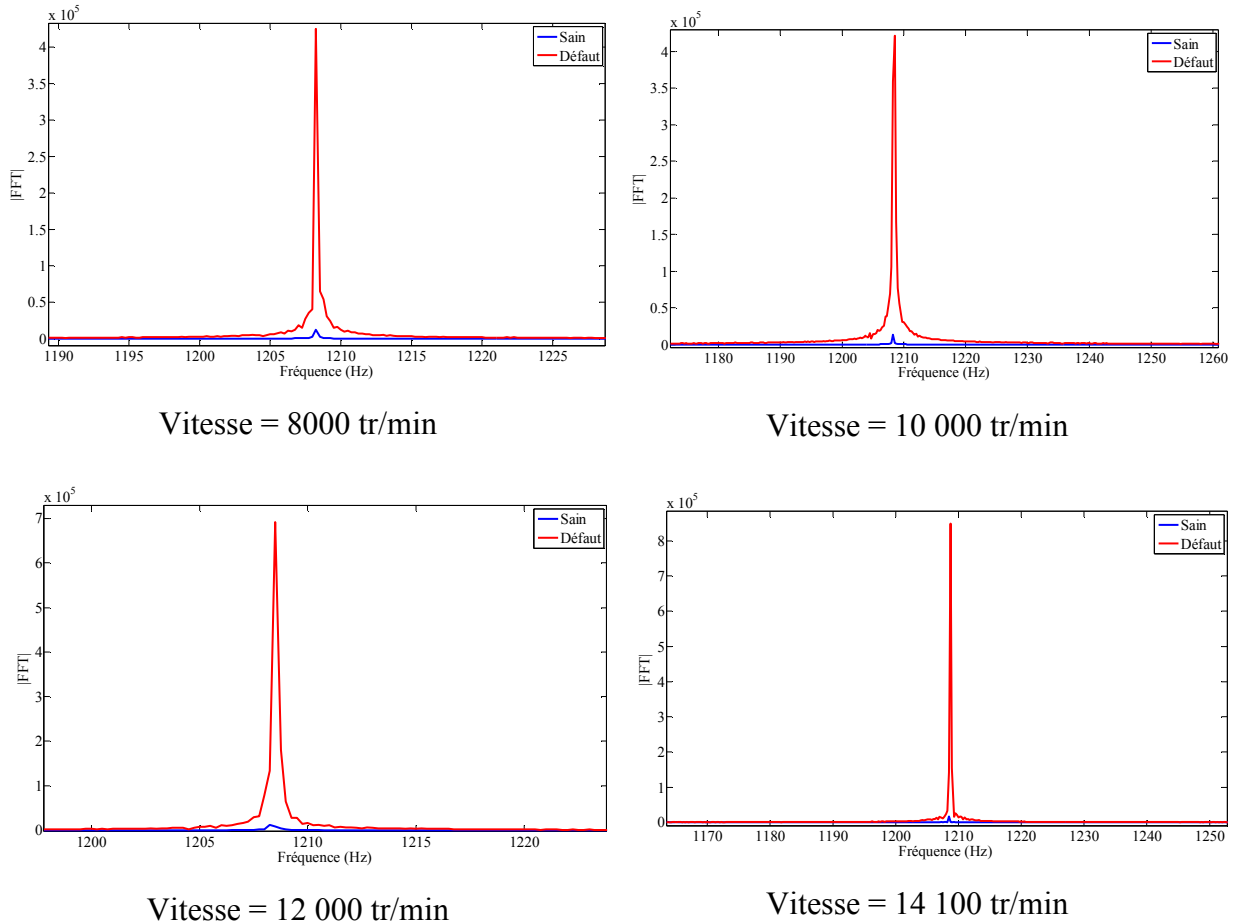 x 10^5
4
3.5
3
2.5
2
1.5
1
0.5
0
|FFT|
1190 1195 1200 1205 1210 1215 1220 1225
Fréquence (Hz)
Sain
Défaut
Vitesse = 8000 tr/min
x 10^5
4
3.5
3
2.5
2
1.5
1
0.5
0
|FFT|
1180 1190 1200 1210 1220 1230 1240 1250 1260
Fréquence (Hz)
Sain
Défaut
Vitesse = 10 000 tr/min
x 10^5
7
6
5
4
3
2
1
0
|FFT|
1200 1205 1210 1215 1220
Fréquence (Hz)
Sain
Défaut
Vitesse = 12 000 tr/min
x 10^5
8
7
6
5
4
3
2
1
0
|FFT|
1170 1180 1190 1200 1210 1220 1230 1240 1250
Fréquence (Hz)
Sain
Défaut
Vitesse = 14 100 tr/min